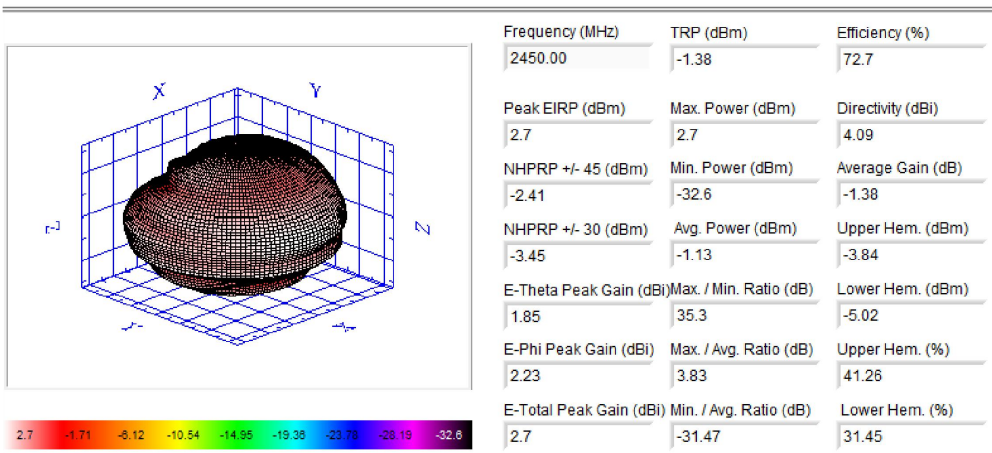 Frequency (MHz) TRP (dBm) Efficiency (%)
2450.00 -1.38 72.7
Peak EIRP (dBm) Max. Power (dBm) Directivity (dBi)
2.7 2.7 4.09
NHPRP +/- 45 (dBm) Min. Power (dBm) Average Gain (dB)
-2.41 -32.6 -1.38
NHPRP +/- 30 (dBm) Avg. Power (dBm) Upper Hem. (dBm)
-3.45 -1.13 -3.84
E-Theta Peak Gain (dBi) Max. / Min. Ratio (dB) Lower Hem. (dBm)
1.85 35.3 -5.02
E-Phi Peak Gain (dBi) Max. / Avg. Ratio (dB) Upper Hem. (%)
2.23 3.83 41.26
E-Total Peak Gain (dBi) Min. / Avg. Ratio (dB) Lower Hem. (%)
2.7 -31.47 31.45
X Y
Z
2.7 -1.71 -6.12 -10.54 -14.95 -19.36 -23.78 -28.19 -32.6